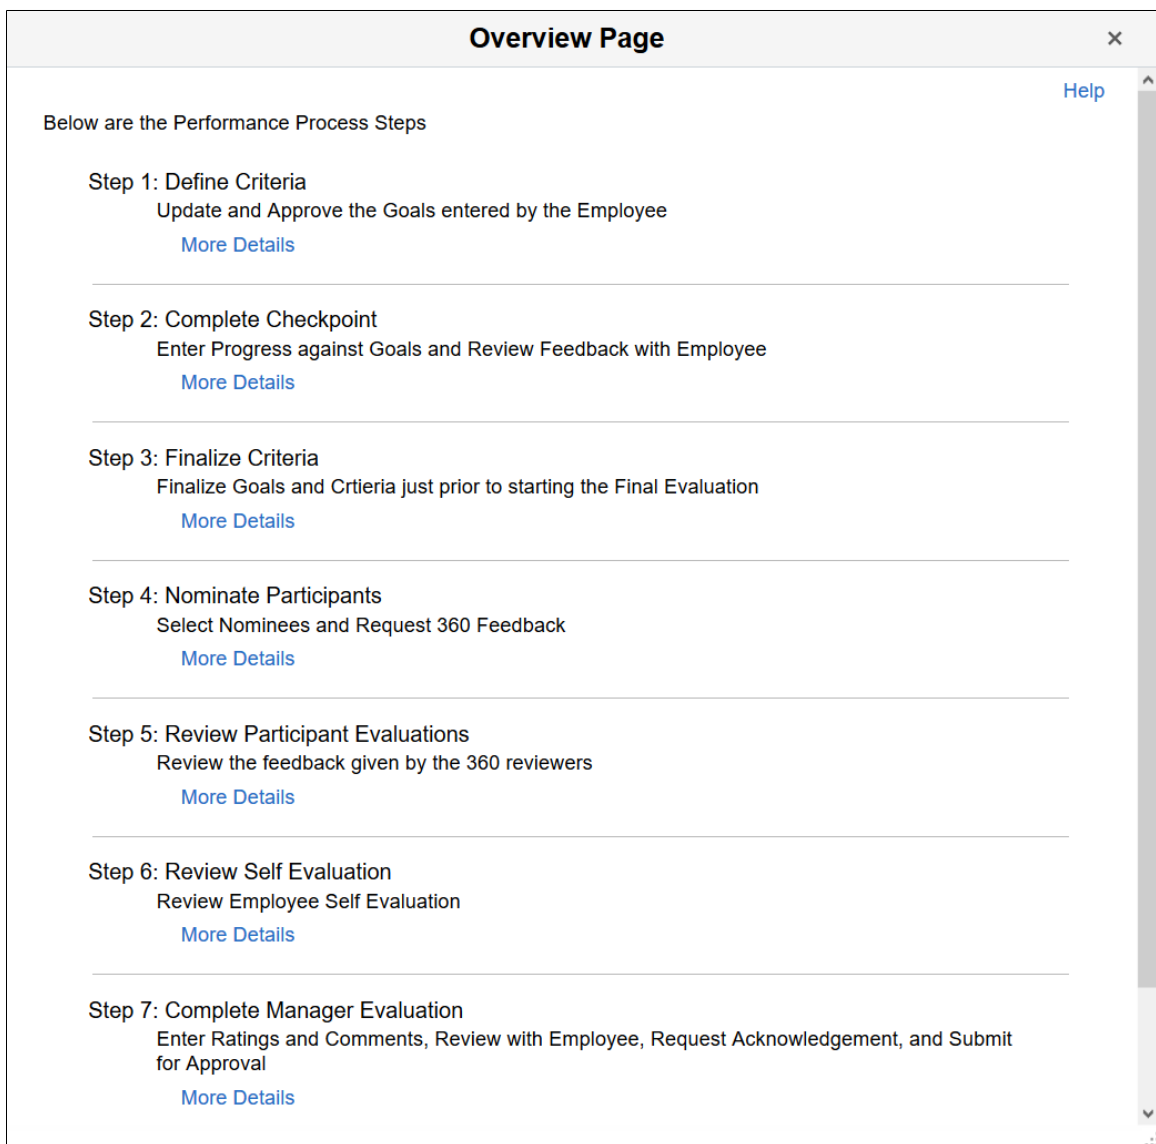 Overview Page
×
Help
Below are the Performance Process Steps
Step 1: Define Criteria
Update and Approve the Goals entered by the Employee
More Details
Step 2: Complete Checkpoint
Enter Progress against Goals and Review Feedback with Employee
More Details
Step 3: Finalize Criteria
Finalize Goals and Crtieria just prior to starting the Final Evaluation
More Details
Step 4: Nominate Participants
Select Nominees and Request 360 Feedback
More Details
Step 5: Review Participant Evaluations
Review the feedback given by the 360 reviewers
More Details
Step 6: Review Self Evaluation
Review Employee Self Evaluation
More Details
Step 7: Complete Manager Evaluation
Enter Ratings and Comments, Review with Employee, Request Acknowledgement, and Submit
for Approval
More Details